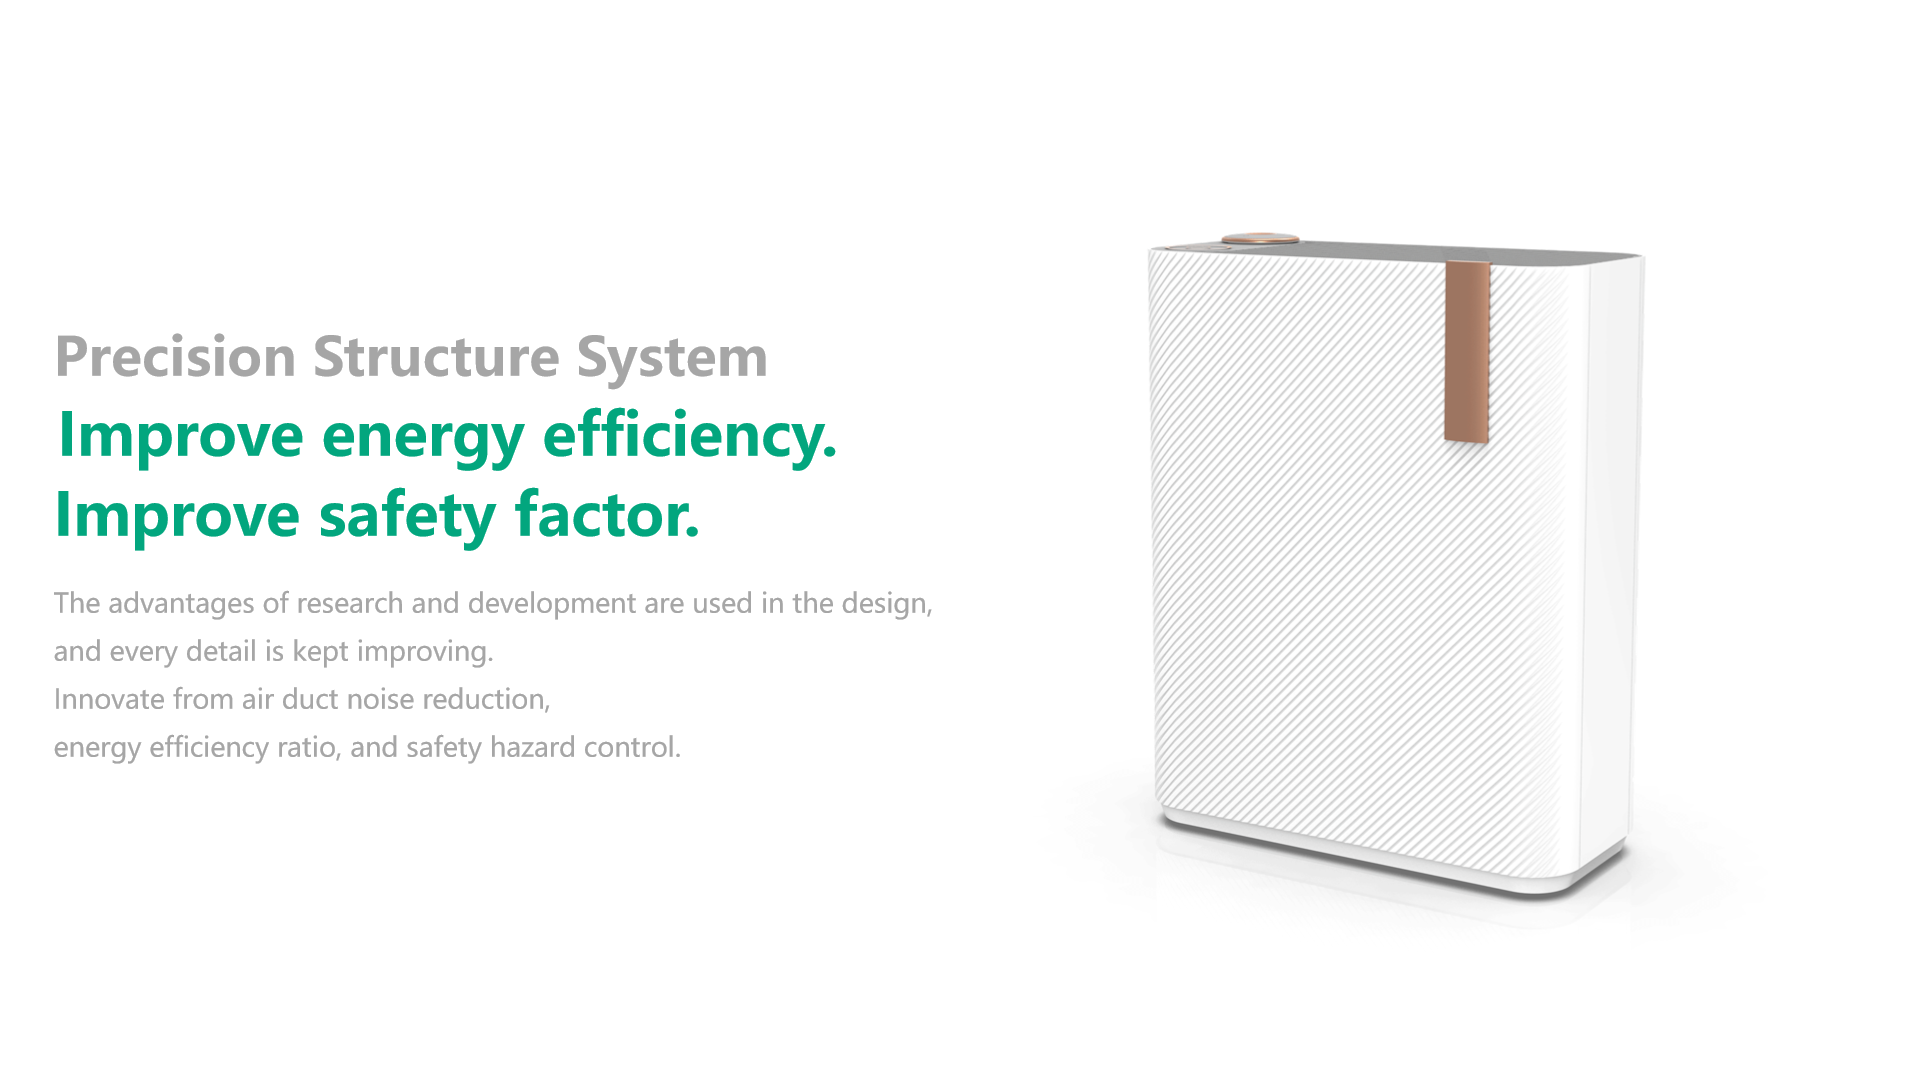 Precision Structure System
Improve energy efficiency.
Improve safety factor.
The advantages of research and development are used in the design,
and every detail is kept improving.
Innovate from air duct noise reduction,
energy efficiency ratio, and safety hazard control.